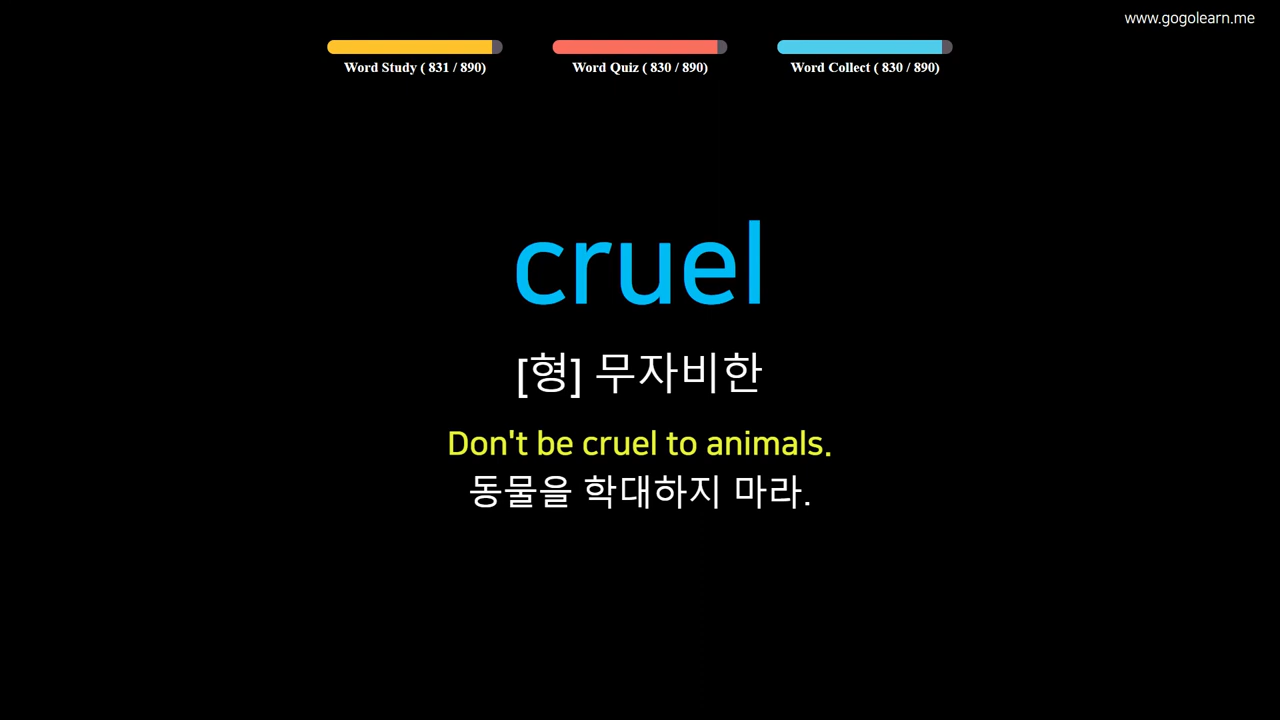 www.gogolearn.me
Word Study ( 831 / 890)
Word Quiz ( 830 / 890)
Word Collect ( 830 / 890)
cruel
[형] 무자비한
Don't be cruel to animals.
동물을 학대하지 마라.